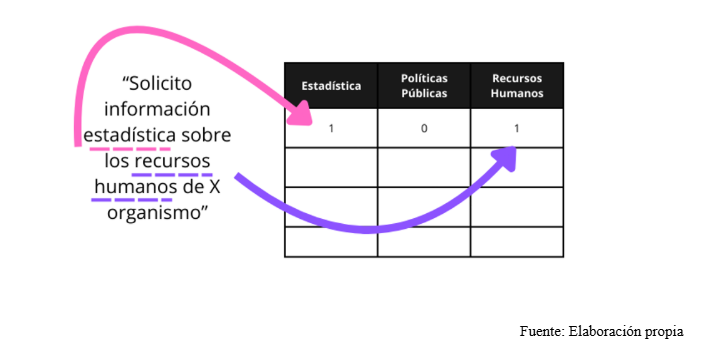 “Solicito
información
estadística sobre
los recursos
humanos de X
organismo”
Estadística
Políticas
Públicas
Recursos
Humanos
1
0
1
Fuente: Elaboración propia